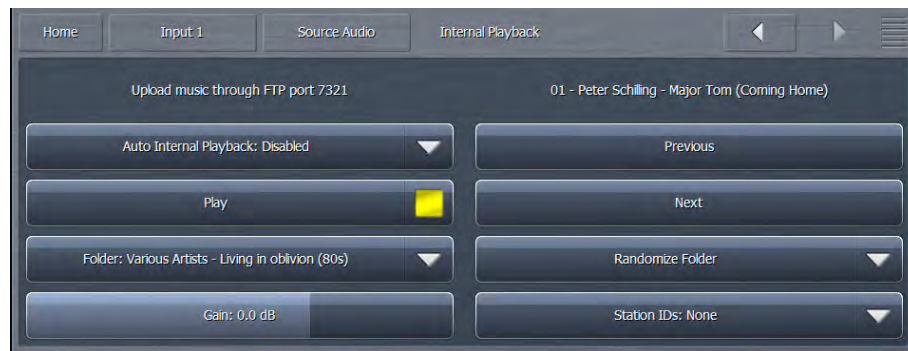 Home
Input 1
Source Audio
Internal Playback
Upload music through FTP port 7321
01 - Peter Schilling - Major Tom (Coming Home)
Auto Internal Playback: Disabled
Previous
Play
Next
Folder: Various Artists - Living in oblivion (80s)
Randomize Folder
Gain: 0.0 dB
Station IDs: None